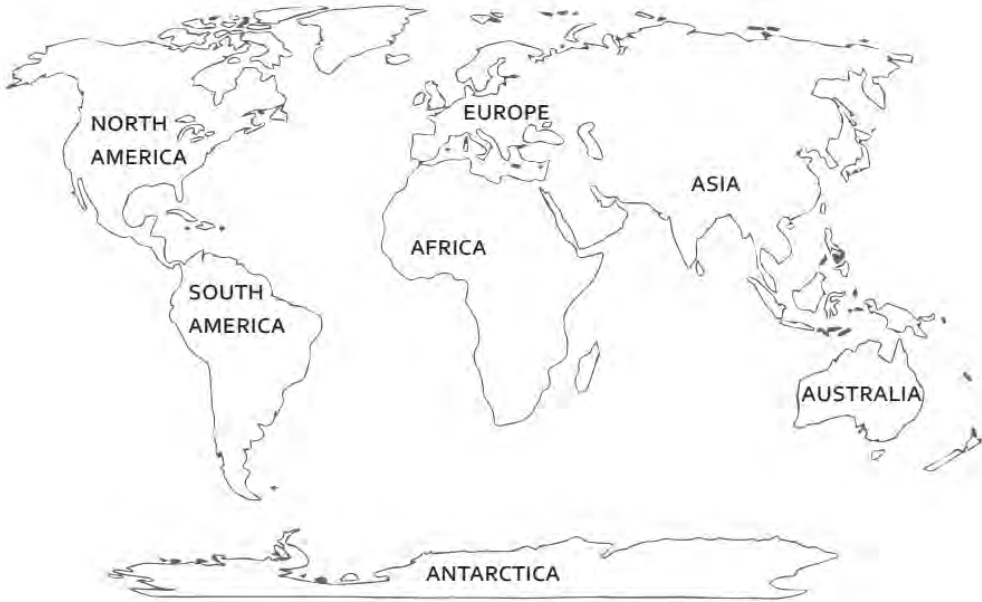 NORTH
AMERICA
EUROPE
ASIA
AFRICA
SOUTH
AMERICA
AUSTRALIA
ANTARCTICA